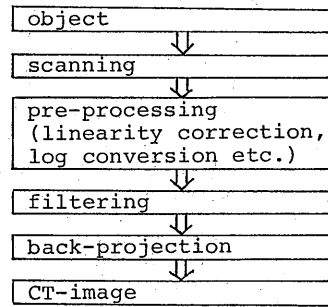 object
scanning
pre-processing
(linearity correction,
log conversion etc.)
filtering
back-projection
CT-image